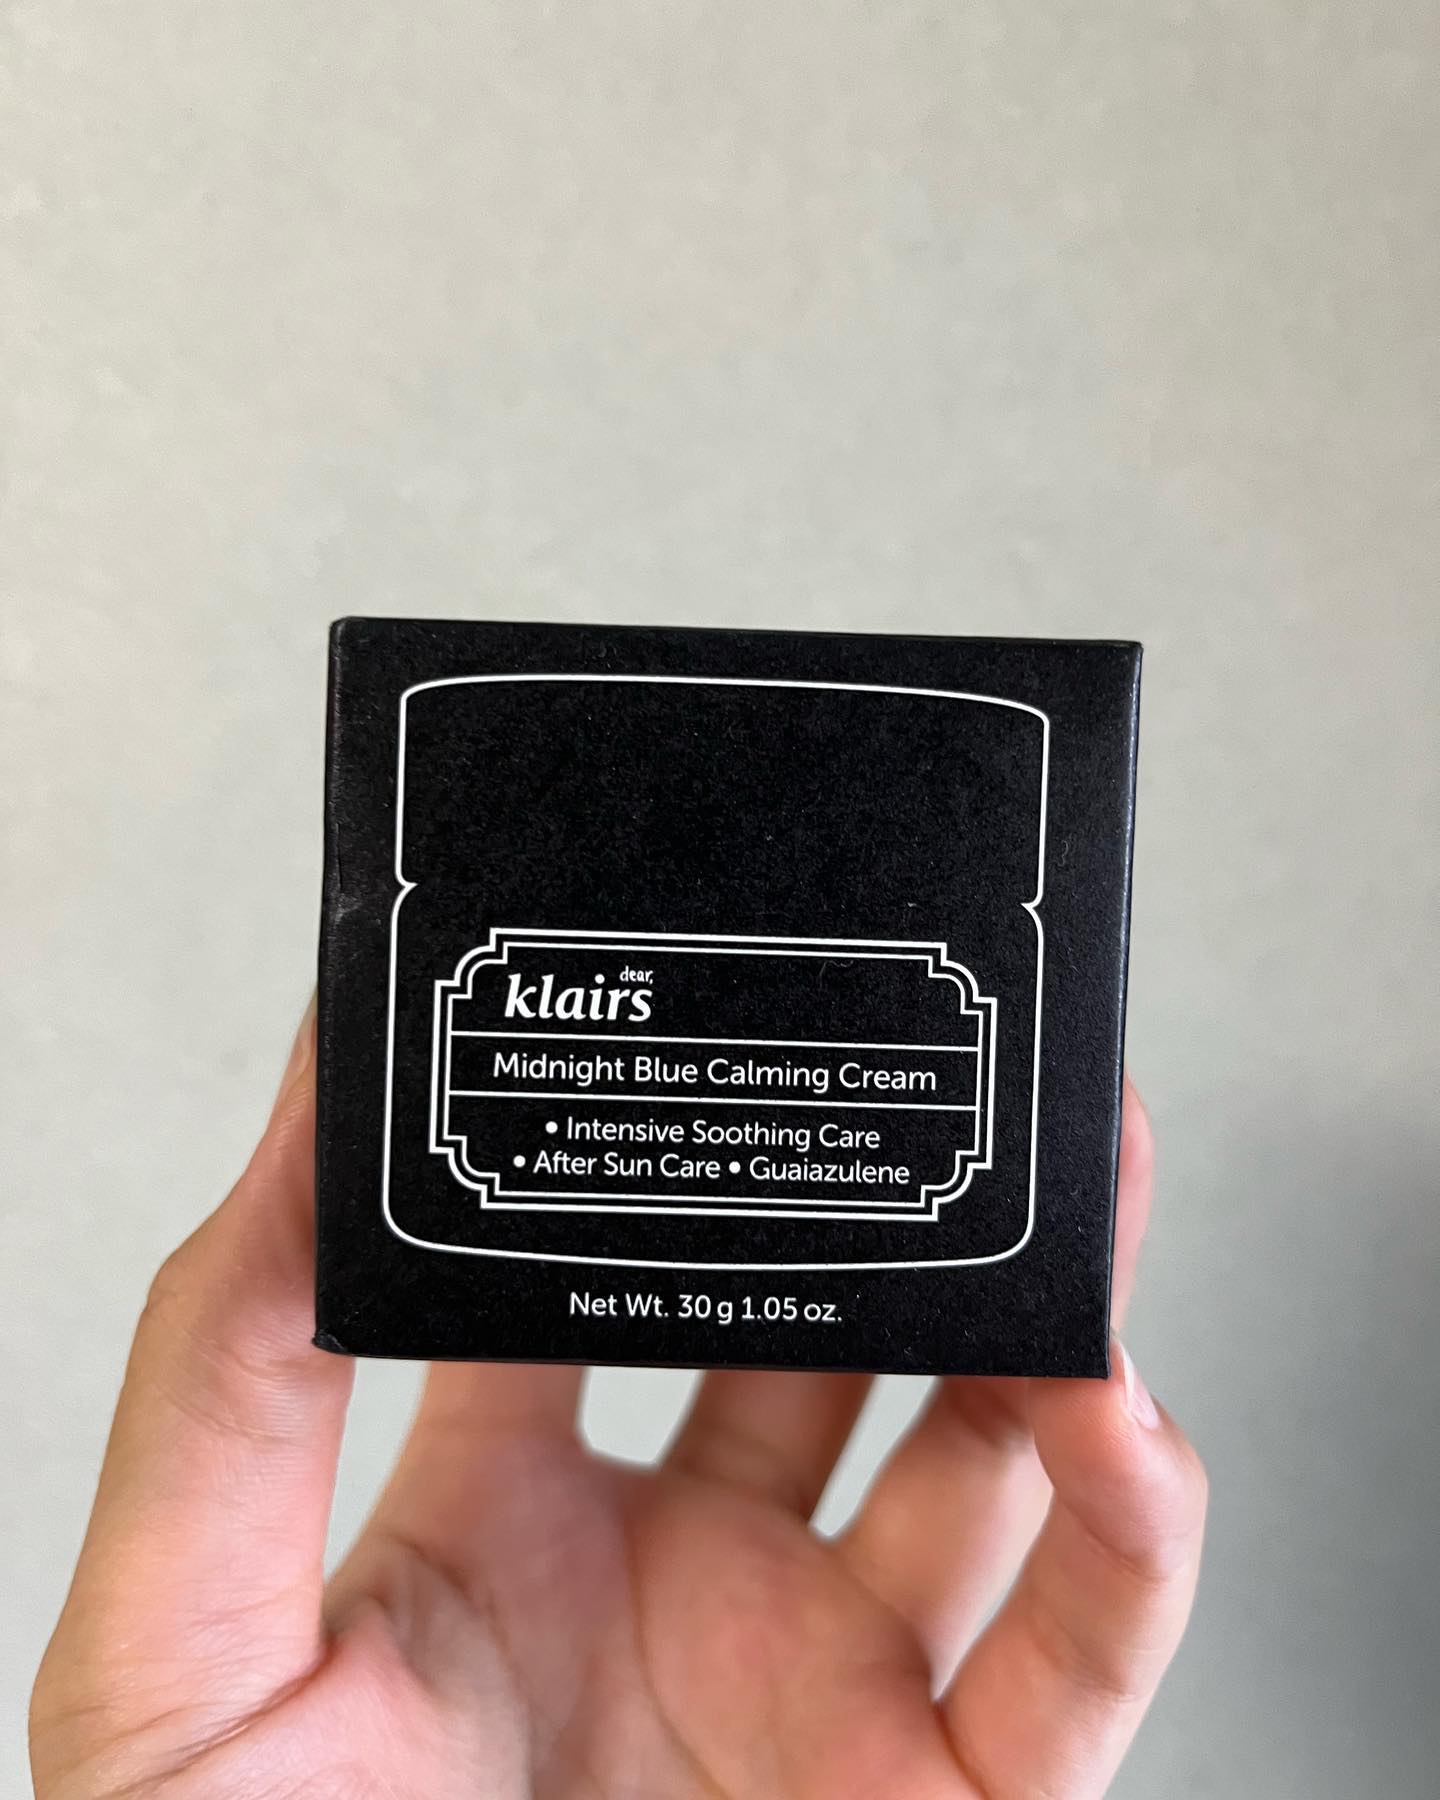 dear,
klairs
Midnight Blue Calming Cream
• Intensive Soothing Care
• After Sun Care • Guaiazulene
Net Wt. 30 g 1.05 oz.